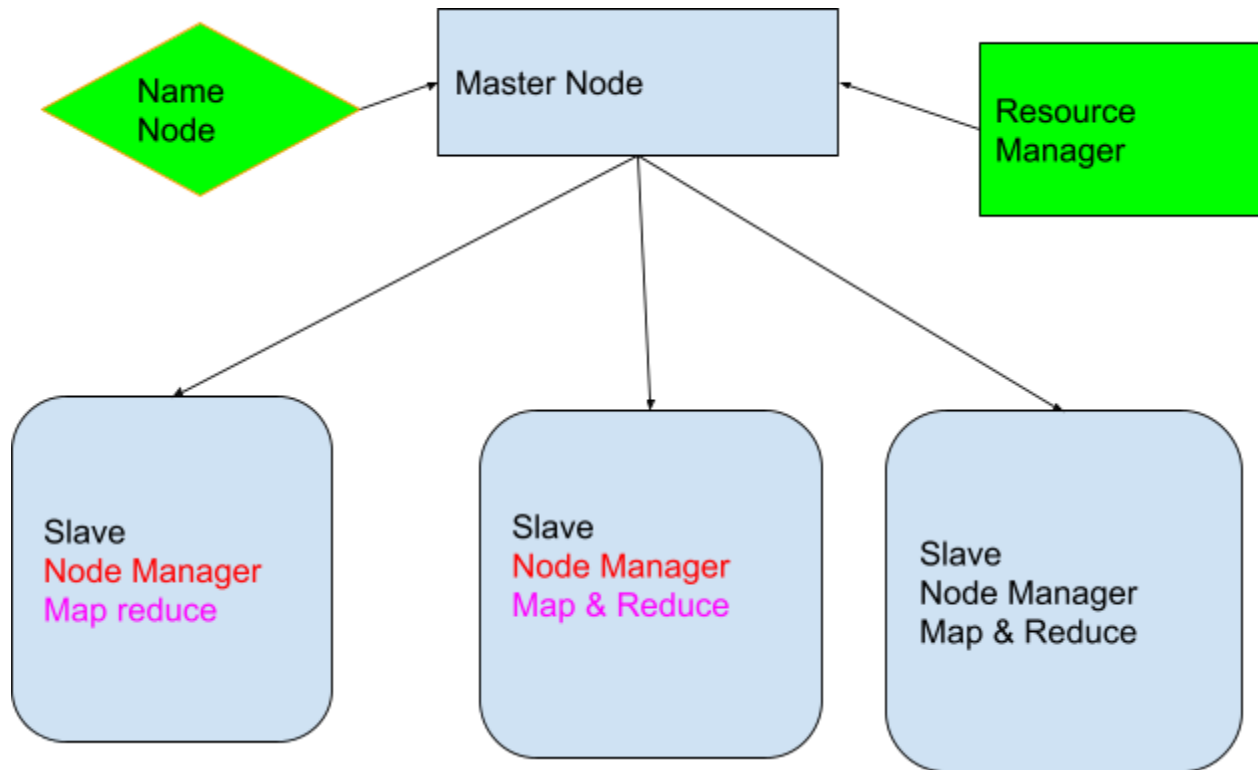 Name
Node
Master Node
Resource
Manager
Slave
Node Manager
Map reduce
Slave
Node Manager
Map & Reduce
Slave
Node Manager
Map & Reduce